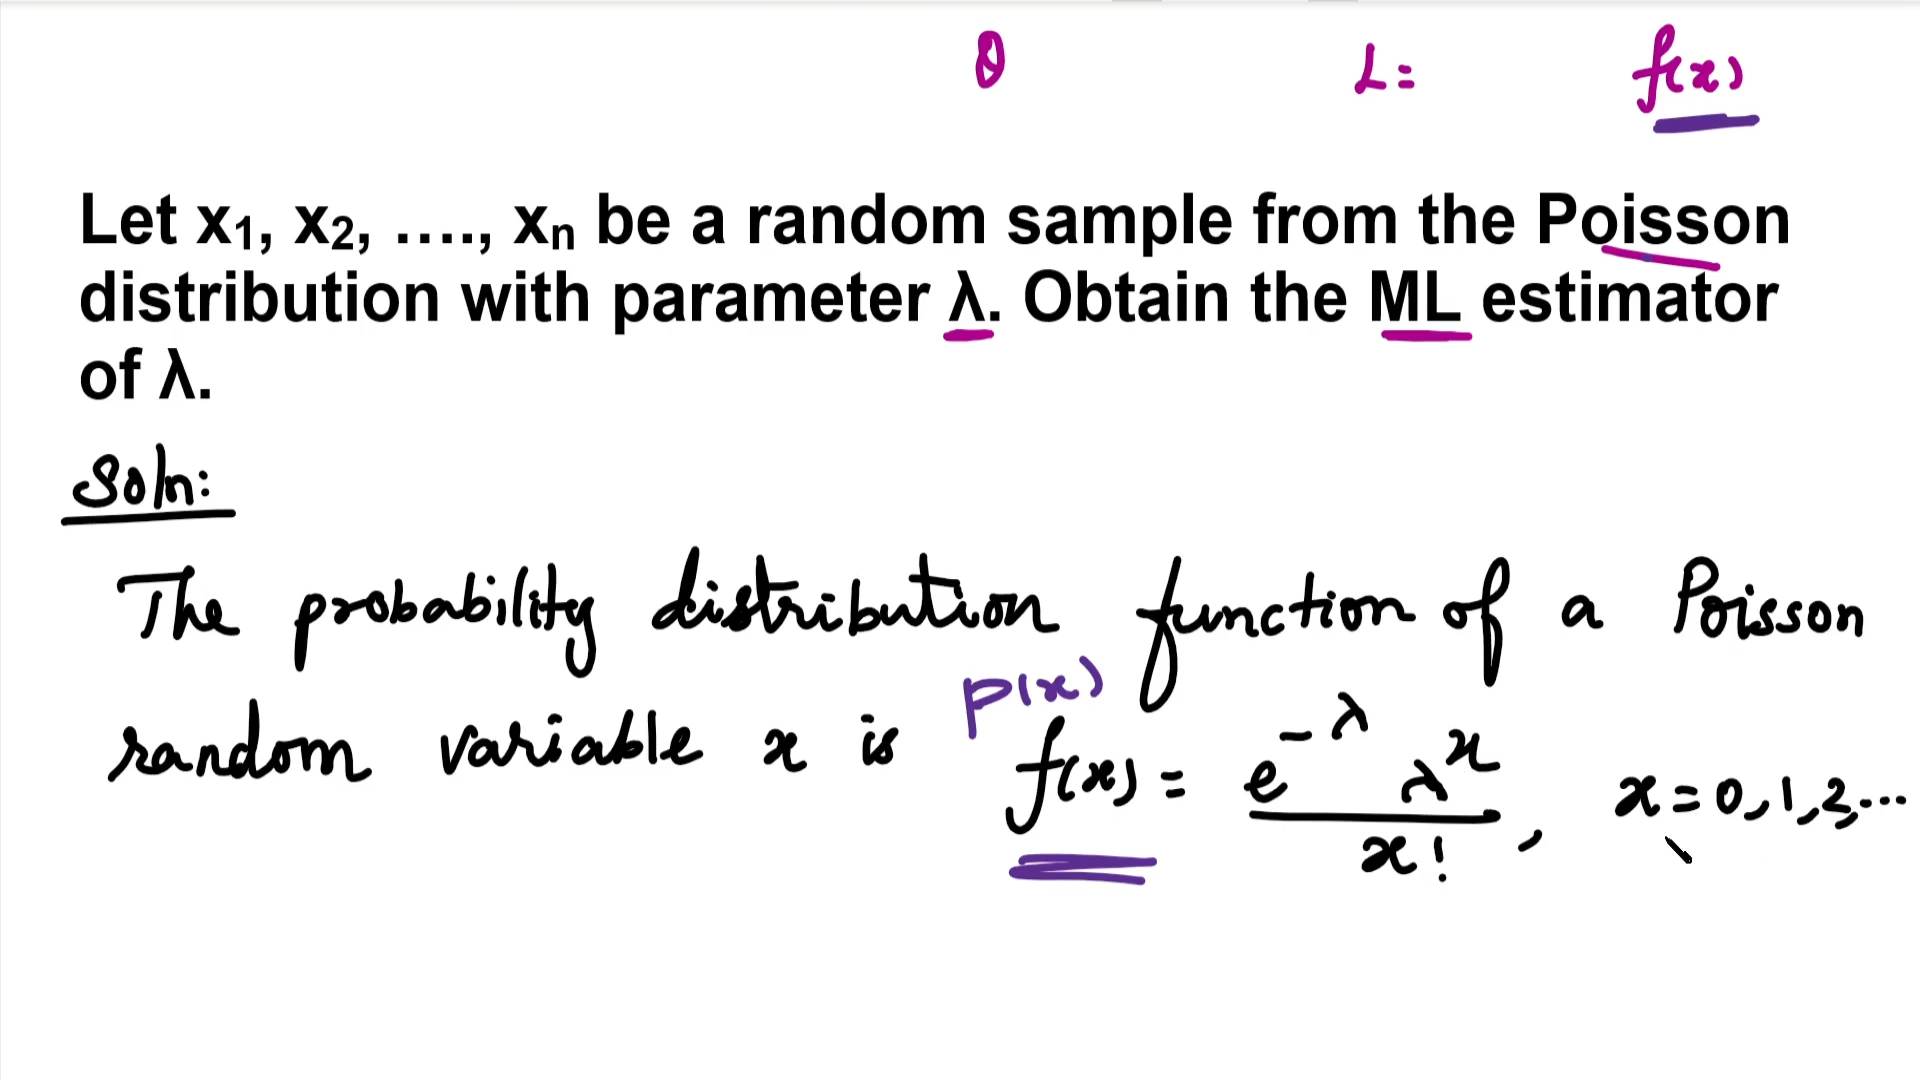 θ L= f(x)
Let x₁, x₂, ...., xₙ be a random sample from the Poisson
distribution with parameter λ. Obtain the ML estimator
of λ.
Soln:
The probability distribution function of a Poisson
p(x)
random variable x is f(x) = e^-λ λ^x / x! , x = 0, 1, 2, ...